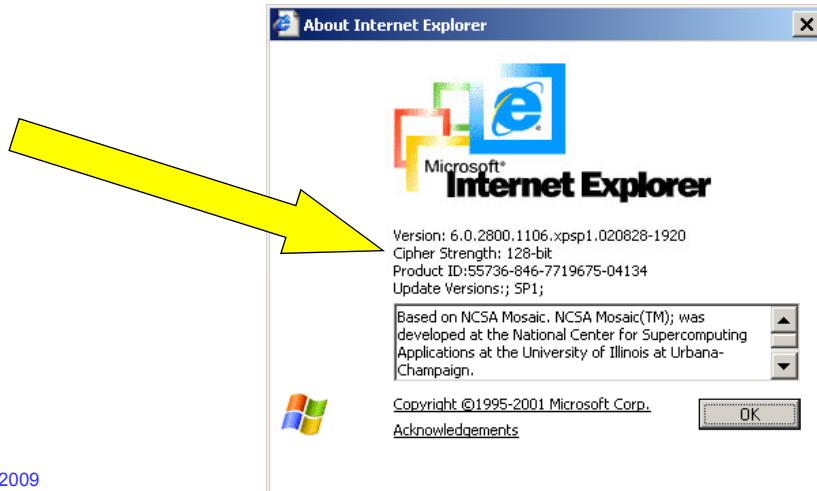 About Internet Explorer
Microsoft®
Internet Explorer
Version: 6.0.2800.1106.xpsp1.020828-1920
Cipher Strength: 128-bit
Product ID:55736-846-7719675-04134
Update Versions:; SP1;
Based on NCSA Mosaic. NCSA Mosaic(TM); was
developed at the National Center for Supercomputing
Applications at the University of Illinois at Urbana-
Champaign.
Copyright ©1995-2001 Microsoft Corp.
OK
Acknowledgements
2009